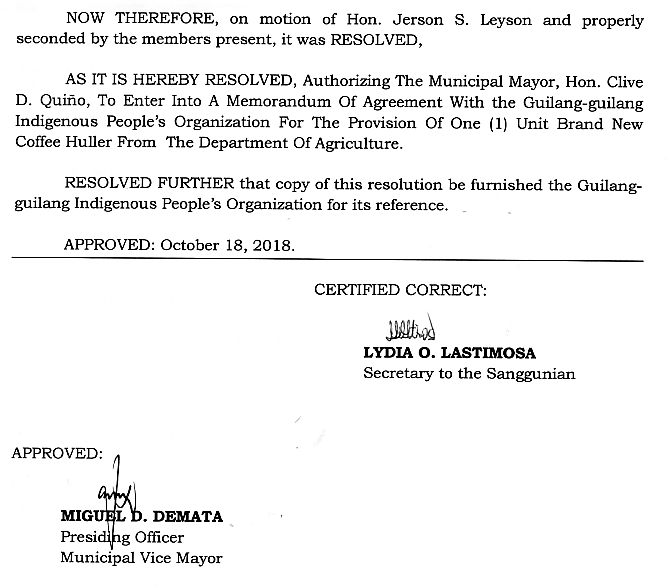 NOW THEREFORE, on motion of Hon. Jerson S. Leyson and properly
seconded by the members present, it was RESOLVED,
AS IT IS HEREBY RESOLVED, Authorizing The Municipal Mayor, Hon. Clive
D. Quiño, To Enter Into A Memorandum Of Agreement With the Guilang-guilang
Indigenous People's Organization For The Provision Of One (1) Unit Brand New
Coffee Huller From The Department Of Agriculture.
RESOLVED FURTHER that copy of this resolution be furnished the Guilang-
guilang Indigenous People's Organization for its reference.
APPROVED: October 18, 2018.
CERTIFIED CORRECT:
LYDIA O. LASTIMOSA
Secretary to the Sanggunian
APPROVED:
MIGUEL D. DEMATA
Presiding Officer
Municipal Vice Mayor